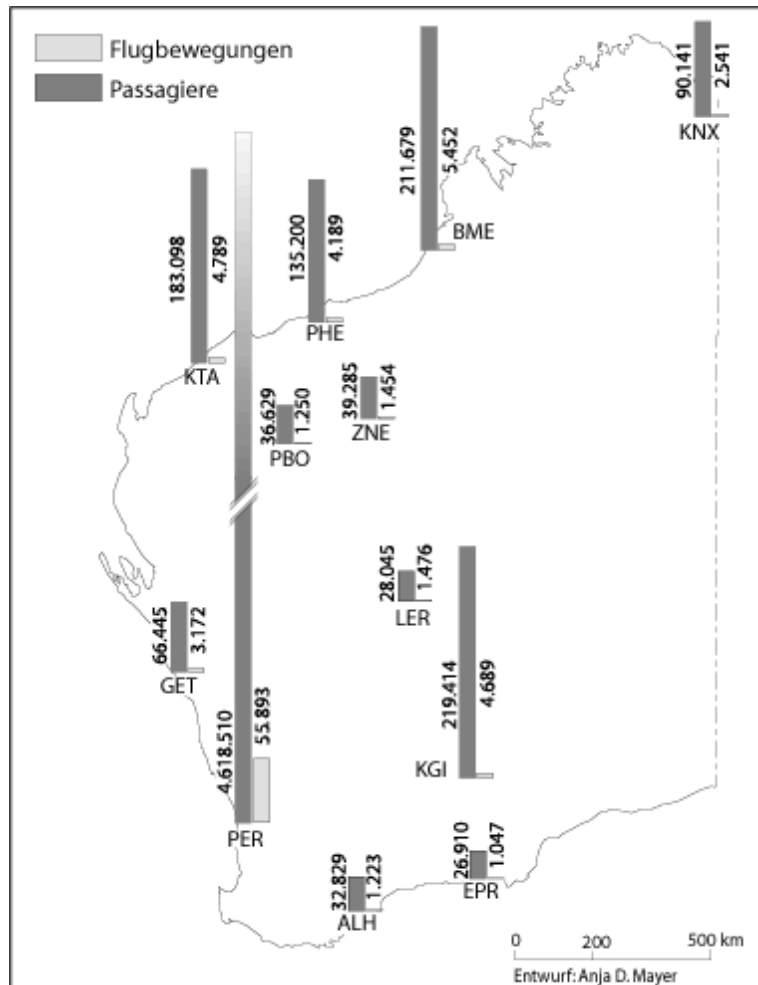 Flugbewegungen
Passagiere
90.141
2.541
KNX
211.679
5.452
BME
183.098
4.789
KTA
135.200
4.189
PHE
36.629
1.250
PBO
39.285
1.454
ZNE
28.045
1.476
LER
66.445
3.172
GET
219.414
4.689
KGI
4.618.510
55.893
PER
32.829
1.223
ALH
26.910
1.047
EPR
0 200 500 km
Entwurf: Anja D. Mayer